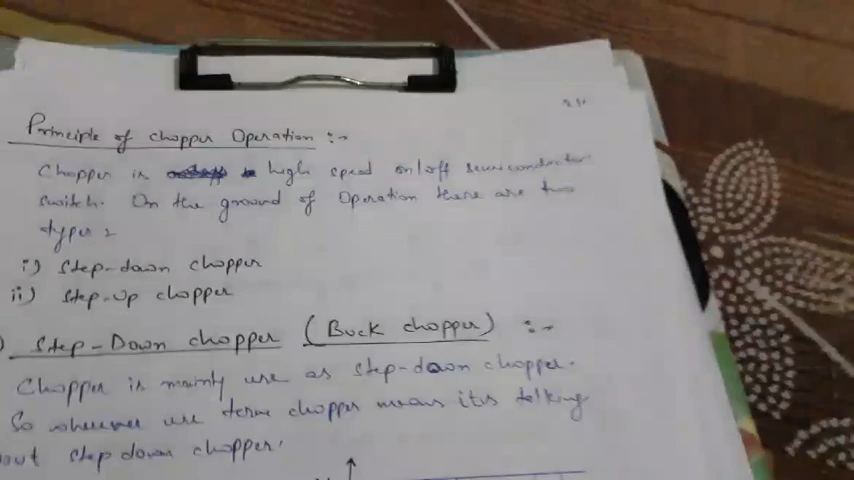 Principle of chopper Operation :-
Chopper is high speed on/off semiconductor
switch. On the ground of Operation there are two
types :
i) Step-down chopper
ii) Step-up chopper
) Step-Down chopper (Buck chopper) :-
Chopper is mainly use as step-down chopper.
So whenever use term chopper means its telking
out step down chopper.